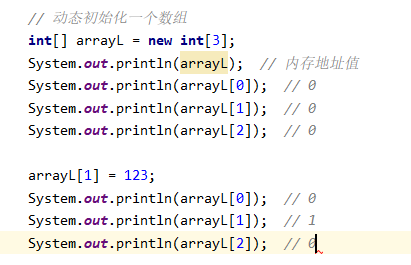 // 动态初始化一个数组
int[] arrayL = new int[3];
System.out.println(arrayL);  // 内存地址值
System.out.println(arrayL[0]);  // 0
System.out.println(arrayL[1]);  // 0
System.out.println(arrayL[2]);  // 0
arrayL[1] = 123;
System.out.println(arrayL[0]);  // 0
System.out.println(arrayL[1]);  // 1
System.out.println(arrayL[2]);  // 0